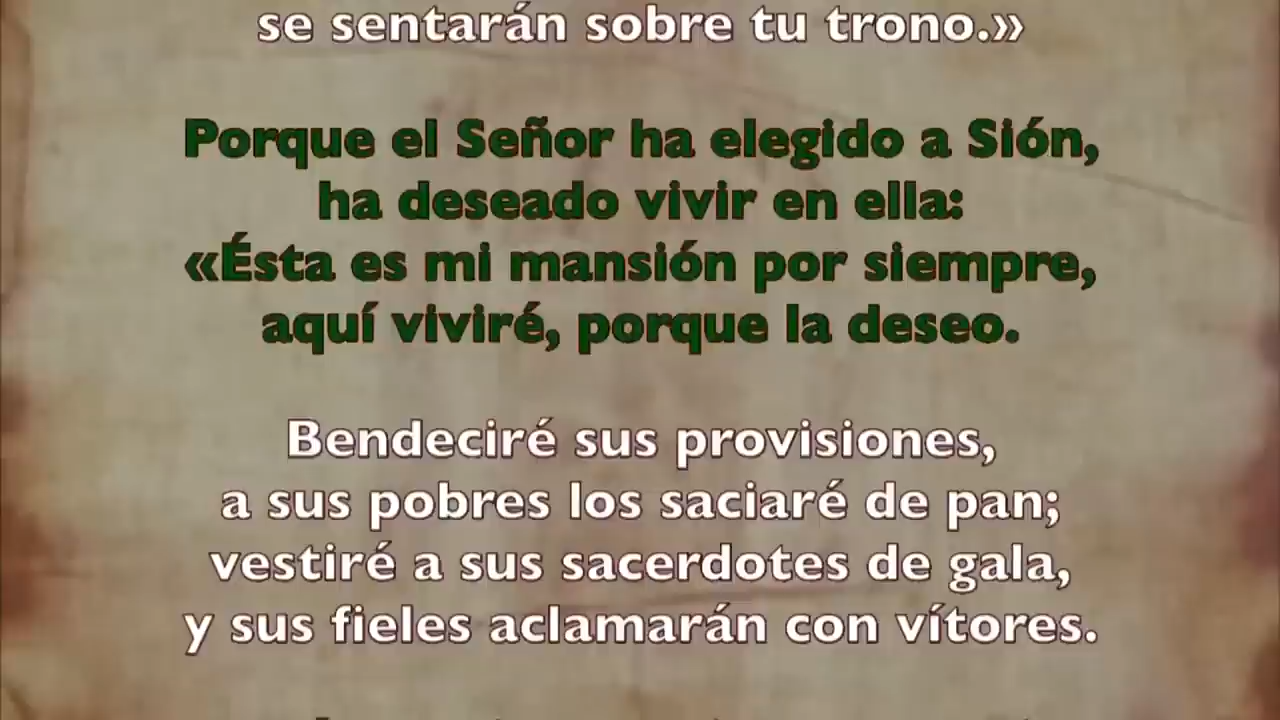 se sentarán sobre tu trono.»
Porque el Señor ha elegido a Sión,
ha deseado vivir en ella:
«Ésta es mi mansión por siempre,
aquí viviré, porque la deseo.
Bendeciré sus provisiones,
a sus pobres los saciaré de pan;
vestiré a sus sacerdotes de gala,
y sus fieles aclamarán con vítores.